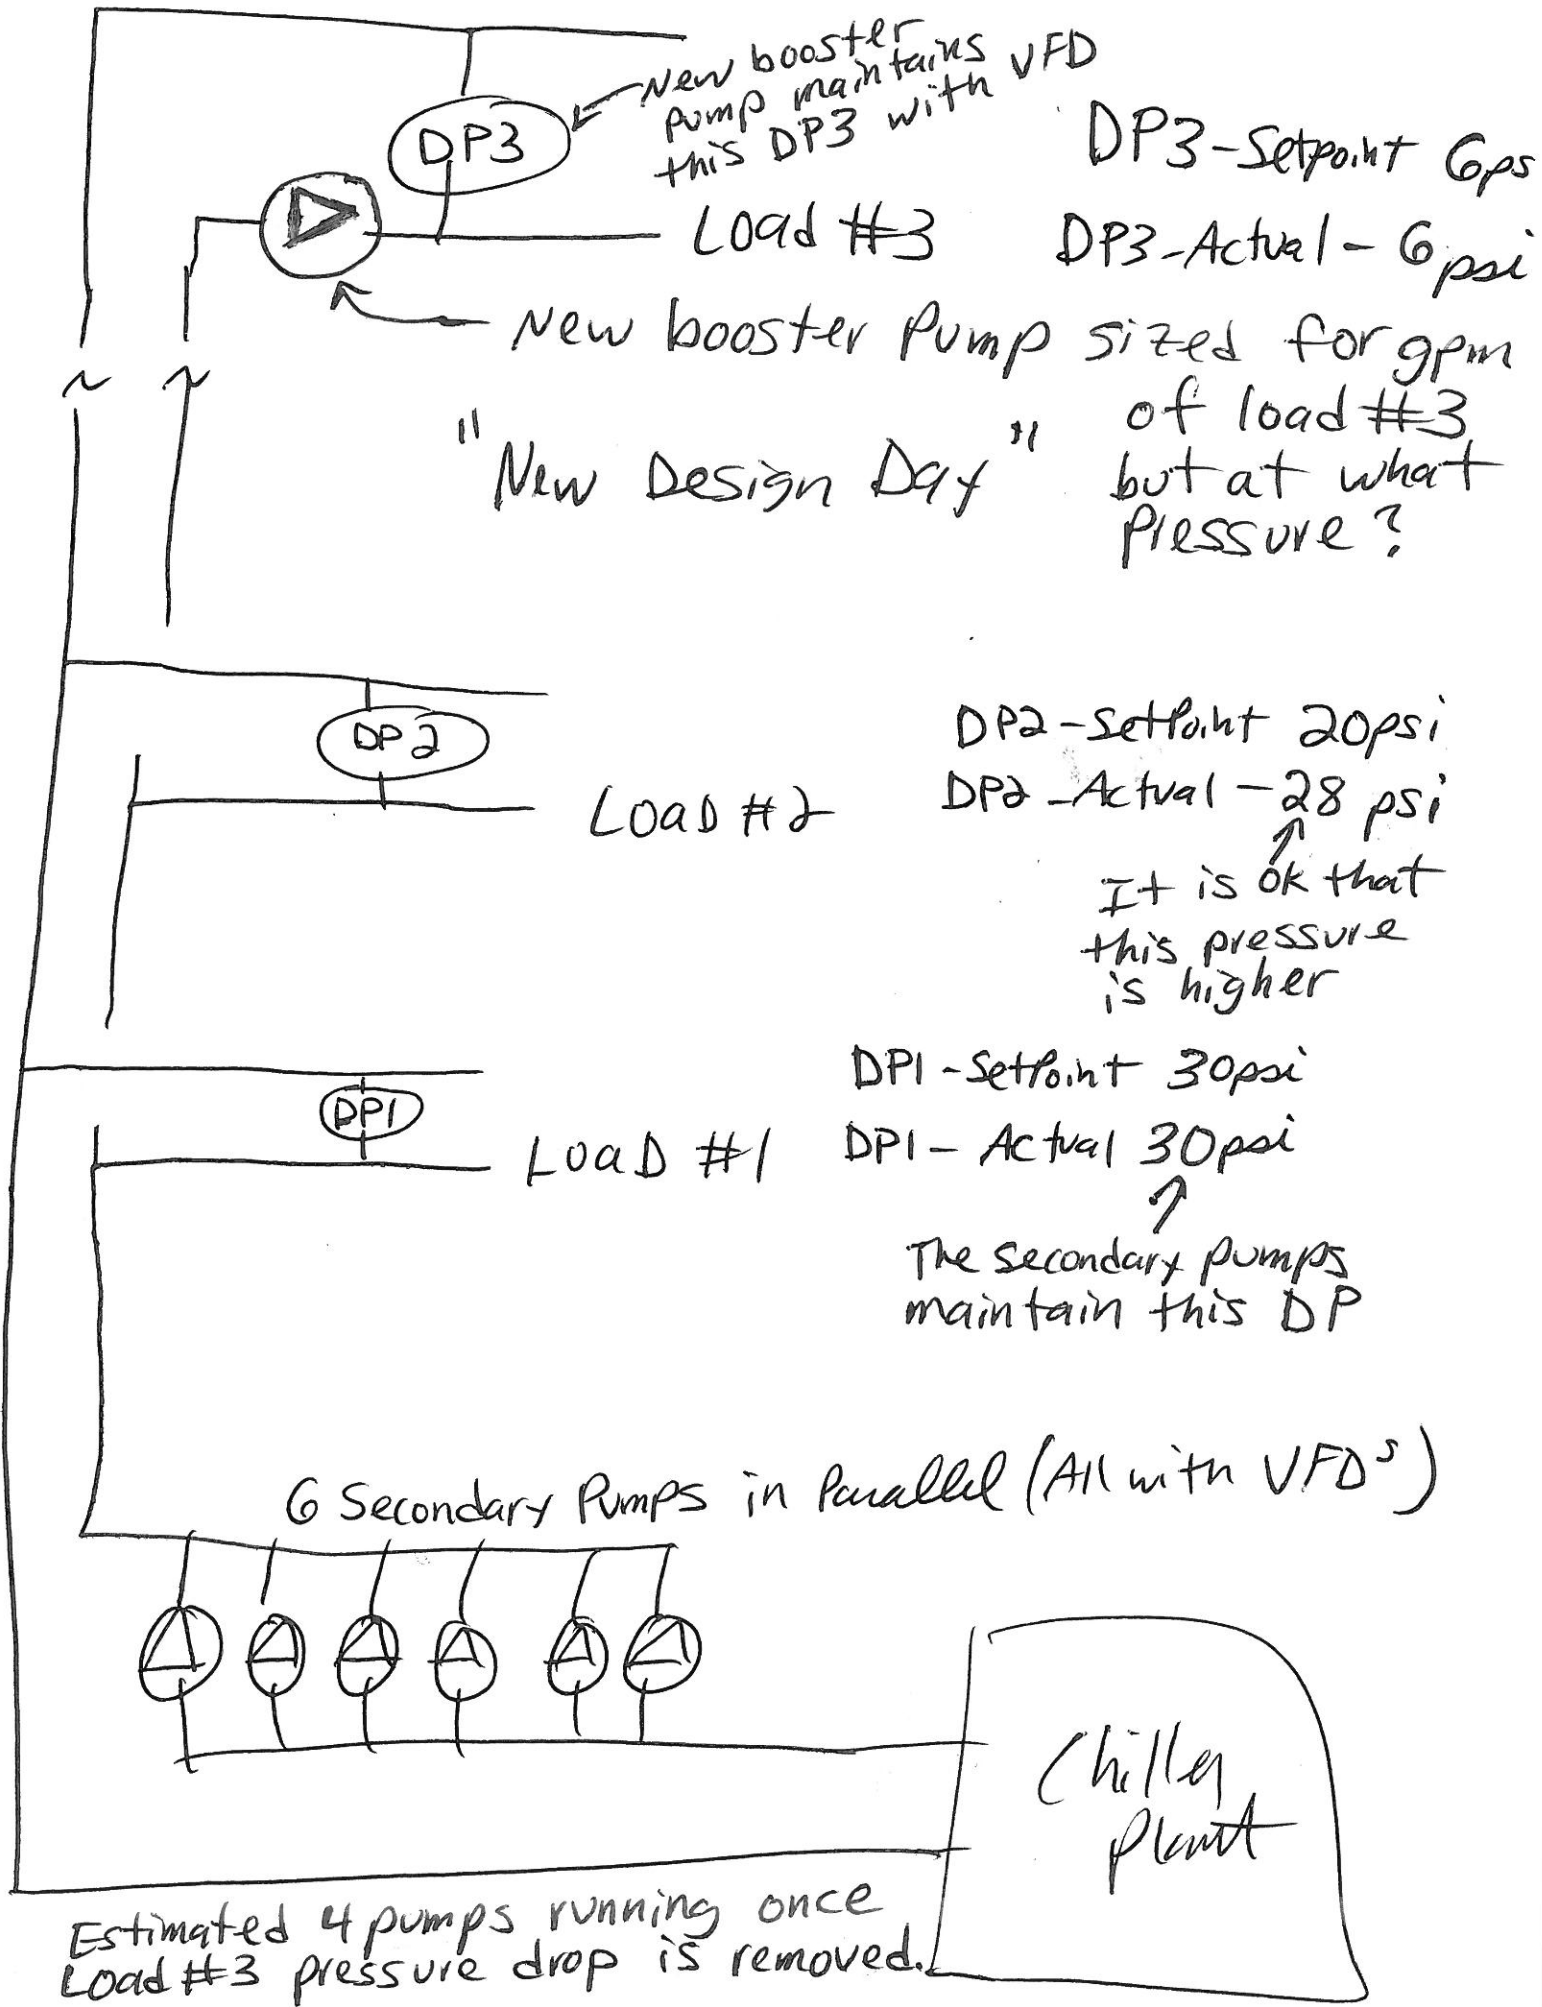 New booster
pump maintains VFD
this DP3 with
DP3
DP3-Setpoint 6ps
Load #3
DP3-Actual - 6psi
New booster Pump sized for gpm
of load #3
but at what
pressure?
"New Design Day"
DP2
DP2-SetPoint 20psi
DP2-Actual - 28 psi
LOAD #2
It is ok that
this pressure
is higher
DP1-SetPoint 30psi
DP1
DP1- Actual 30psi
LOAD #1
The secondary pumps
maintain this DP
6 Secondary Pumps in Parallel (All with VFDs)
Chiller
Plant
Estimated 4 pumps running once
Load #3 pressure drop is removed.